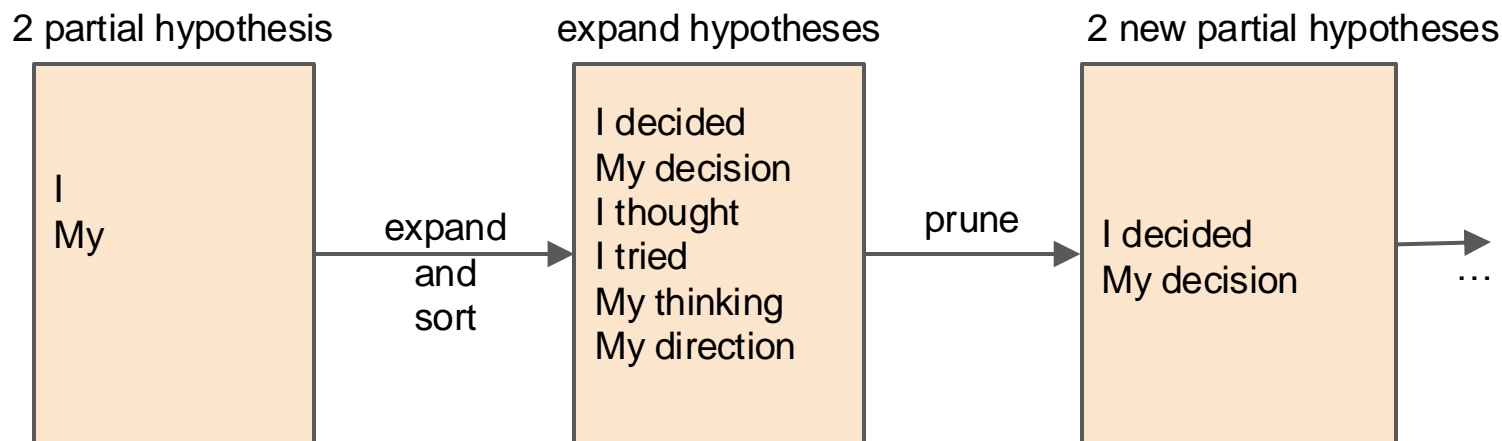 2 partial hypothesis
I
My
expand
and
sort
expand hypotheses
I decided
My decision
I thought
I tried
My thinking
My direction
prune
2 new partial hypotheses
I decided
My decision
...